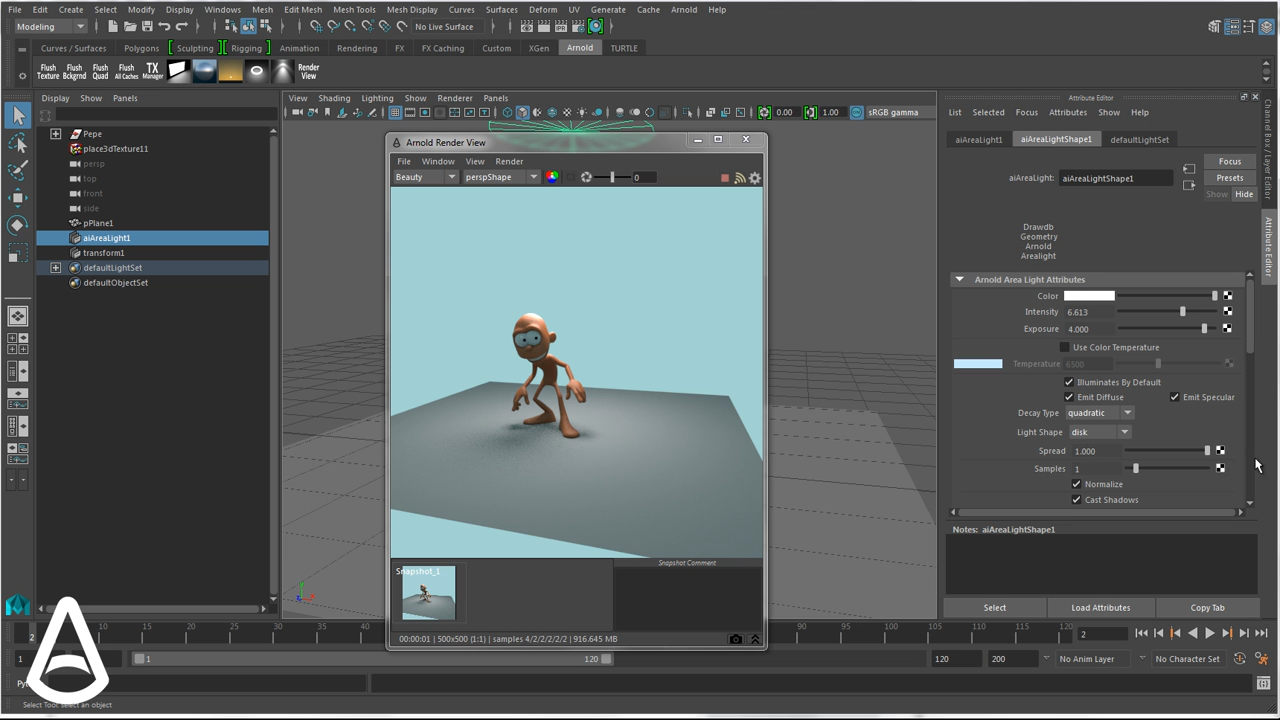 File Edit Create Select Modify Display Windows Mesh Edit Mesh Mesh Tools Mesh Display Curves Surfaces Deform UV Generate Cache Arnold Help
Modeling No Live Surface
Curves / Surfaces Polygons Sculpting Rigging Animation Rendering FX FX Caching Custom XGen Arnold TURTLE
Flush Texture Flush Bckgrnd Flush Quad Flush All Caches TX Manager Render View
Display Show Panels
Pepe
place3dTexture11
persp
top
front
side
pPlane1
aiAreaLight1
transform1
defaultLightSet
defaultObjectSet
View Shading Lighting Show Renderer Panels
0.00 1.00 sRGB gamma
Arnold Render View
File Window View Render
Beauty perspShape 0
Snapshot_1
Snapshot Comment
00:00:01 | 500x500 (1:1) | samples 4/2/2/2/2/2 | 916.645 MB
Attribute Editor
List Selected Focus Attributes Show Help
aiAreaLight1 aiAreaLightShape1 defaultLightSet
Focus
aiAreaLight: aiAreaLightShape1 Presets
Show Hide
Drawdb
Geometry
Arnold
Arealight
Arnold Area Light Attributes
Color
Intensity 6.613
Exposure 4.000
Use Color Temperature
Temperature 6500
Illuminates By Default
Emit Diffuse Emit Specular
Decay Type quadratic
Light Shape disk
Spread 1.000
Samples 1
Normalize
Cast Shadows
Notes: aiAreaLightShape1
Select Load Attributes Copy Tab
Channel Box / Layer Editor
Attribute Editor
2 10 15 20 25 30 35 90 95 100 105 110 115 120 2
1 1 120 120 200 No Anim Layer No Character Set
Select Tool: select an object